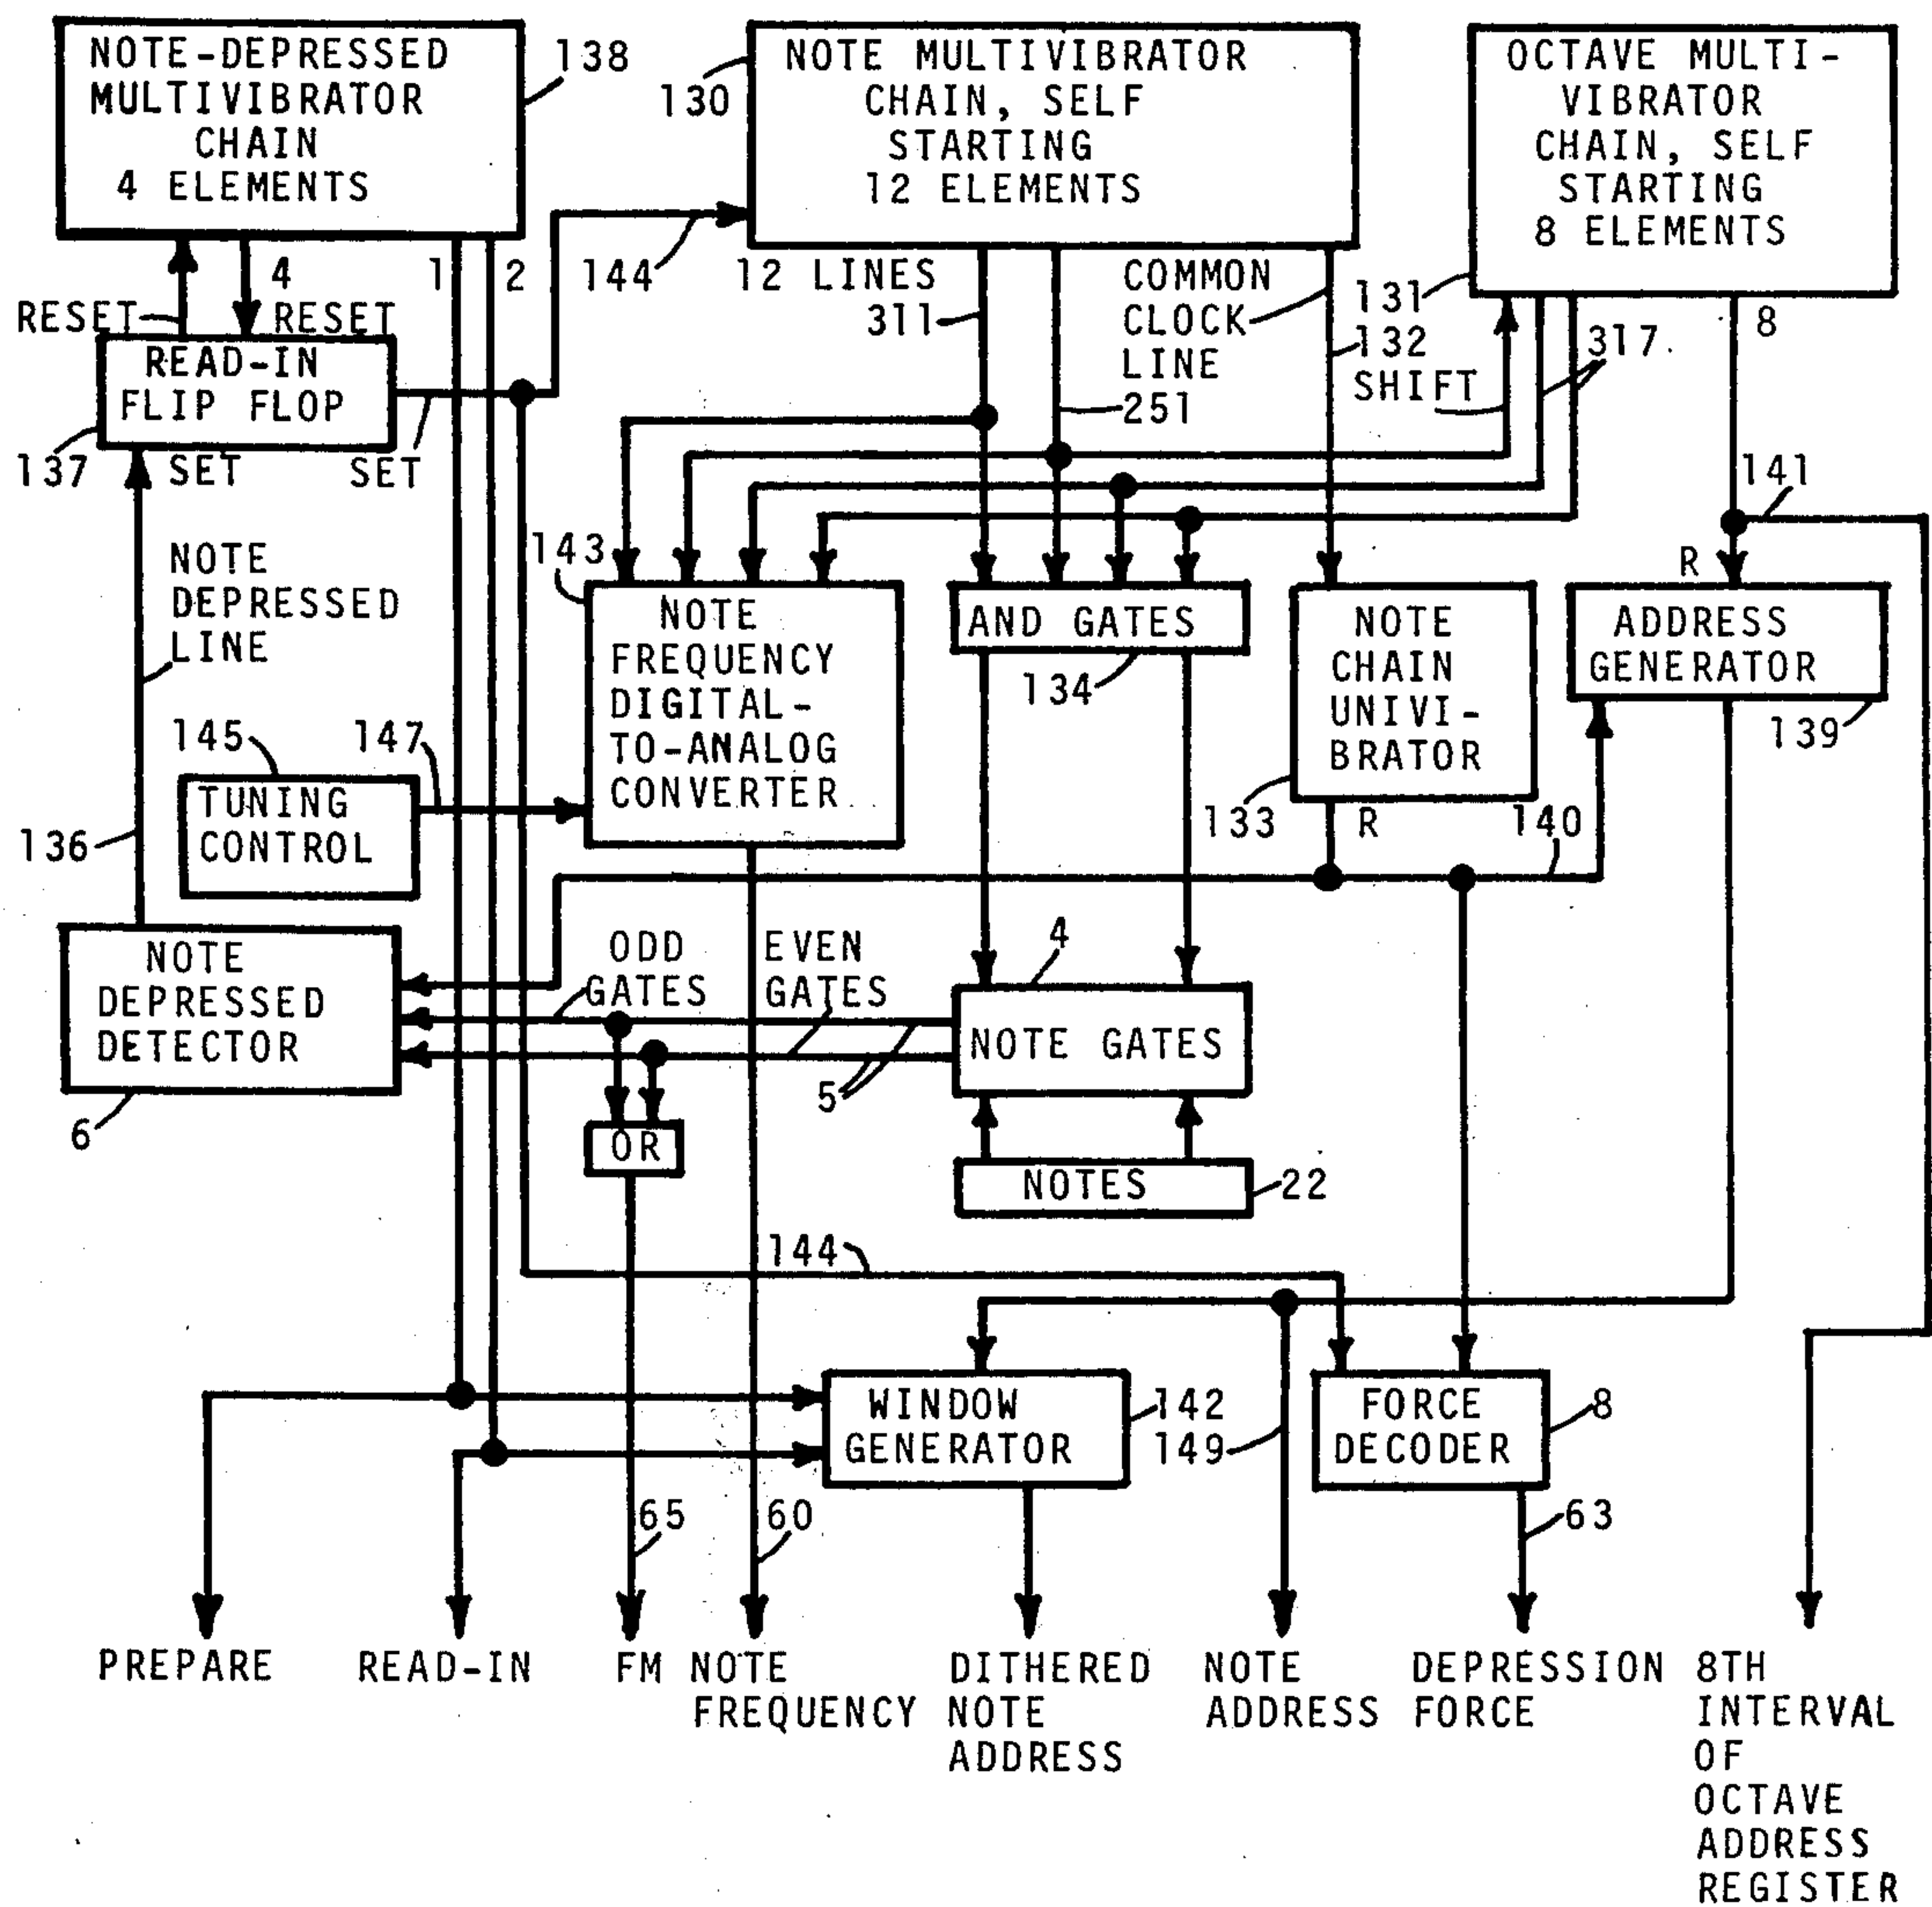 NOTE-DEPRESSED
MULTIVIBRATOR
CHAIN
4 ELEMENTS
138
130
NOTE MULTIVIBRATOR
CHAIN, SELF
STARTING
12 ELEMENTS
OCTAVE MULTI-
VIBRATOR
CHAIN, SELF
STARTING
8 ELEMENTS
RESET
4
RESET
1
2
144
12 LINES
311
COMMON
CLOCK
LINE
251
131
132
SHIFT
317
8
READ-IN
FLIP FLOP
137
SET
SET
141
NOTE
DEPRESSED
LINE
143
NOTE
FREQUENCY
DIGITAL-
TO-ANALOG
CONVERTER
AND GATES
134
NOTE
CHAIN
UNIVI-
BRATOR
133
R
R
ADDRESS
GENERATOR
139
140
145
147
TUNING
CONTROL
136
NOTE
DEPRESSED
DETECTOR
6
ODD
GATES
EVEN
GATES
4
NOTE GATES
5
OR
NOTES
22
144
WINDOW
GENERATOR
142
149
FORCE
DECODER
8
65
60
63
PREPARE
READ-IN
FM
NOTE
FREQUENCY
DITHERED
NOTE
ADDRESS
NOTE
ADDRESS
DEPRESSION
FORCE
8TH
INTERVAL
OF
OCTAVE
ADDRESS
REGISTER